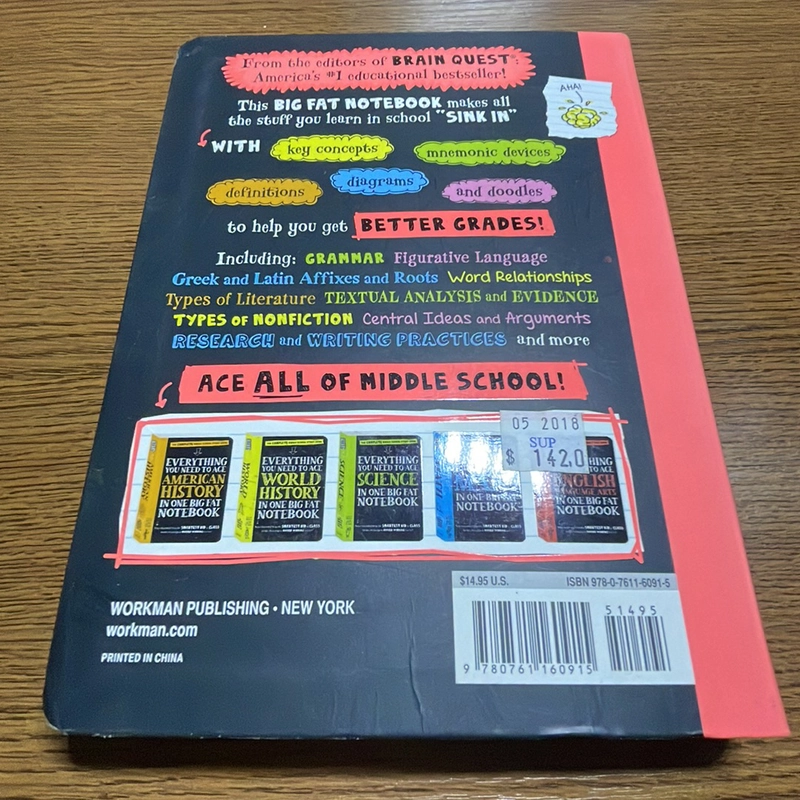 From the editors of BRAIN QUEST®:
America's #1 educational bestseller!
AHA!
This BIG FAT NOTEBOOK makes all
the stuff you learn in school "SINK IN"
WITH key concepts mnemonic devices
definitions diagrams and doodles
to help you get BETTER GRADES!
Including: GRAMMAR Figurative Language
Greek and Latin Affixes and Roots Word Relationships
Types of Literature TEXTUAL ANALYSIS and EVIDENCE
TYPES OF NONFICTION Central Ideas and Arguments
RESEARCH and WRITING PRACTICES and more
ACE ALL OF MIDDLE SCHOOL!
05 2018
SUP
$ 142.0
EVERYTHING
YOU NEED TO ACE
AMERICAN
HISTORY
IN ONE BIG FAT
NOTEBOOK
EVERYTHING
YOU NEED TO ACE
WORLD
HISTORY
IN ONE BIG FAT
NOTEBOOK
SCIENCE
EVERYTHING
YOU NEED TO ACE
SCIENCE
IN ONE BIG FAT
NOTEBOOK
IN ONE BIG FAT
NOTEBOOK
HING
ENGLISH
LANGUAGE ARTS
IN ONE BIG FAT
NOTEBOOK
$14.95 U.S. ISBN 978-0-7611-6091-5
51495
9 780761 160915
WORKMAN PUBLISHING • NEW YORK
workman.com
PRINTED IN CHINA